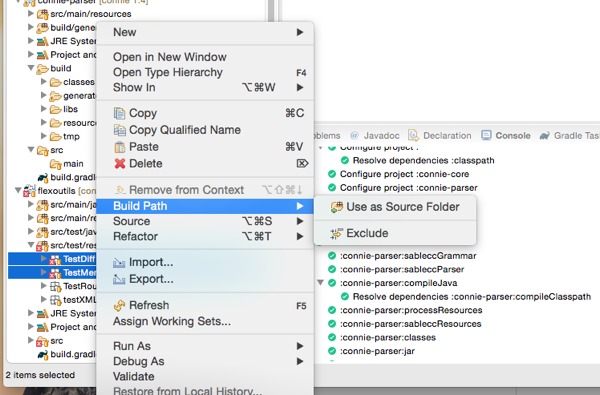 connie-parser [connie 1.4]
src/main/resources
build/gener
JRE System
Project and
build
classes
generate
libs
resource
tmp
src
main
build.gradle
flexoutils [conn
src/main/ja
src/main/re
src/test/jav
src/test/res
TestDiff
TestMer
TestRou
testXML
JRE System
Project and
src
build.gradle
2 items selected
New
Open in New Window
Open Type Hierarchy F4
Show In ⌥⌘W
Copy ⌘C
Copy Qualified Name
Paste ⌘V
Delete ⌦
Remove from Context ⌥⇧⌘↓
Build Path
Source ⌥⌘S
Refactor ⌥⌘T
Import...
Export...
Refresh F5
Assign Working Sets...
Run As
Debug As
Validate
Restore from Local History...
Use as Source Folder
Exclude
oblems Javadoc Declaration Console Gradle Task
Configure project :
Resolve dependencies :classpath
Configure project :connie-core
Configure project :connie-parser
:connie-parser:sableccGrammar
:connie-parser:sableccParser
:connie-parser:compileJava
Resolve dependencies :connie-parser:compileClasspath
:connie-parser:processResources
:connie-parser:sableccResources
:connie-parser:classes
:connie-parser:jar